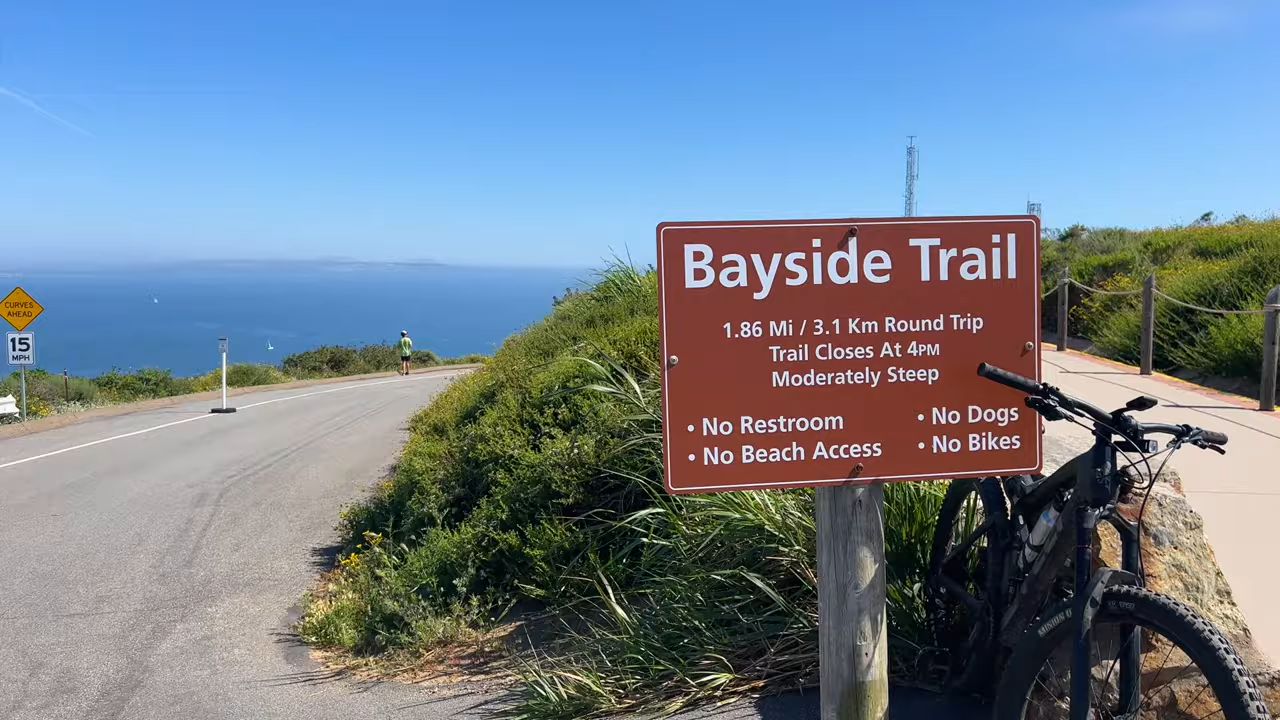 Bayside Trail
1.86 Mi / 3.1 Km Round Trip
Trail Closes At 4PM
Moderately Steep
• No Restroom
• No Beach Access
• No Dogs
• No Bikes
CURVES
AHEAD
15
MPH